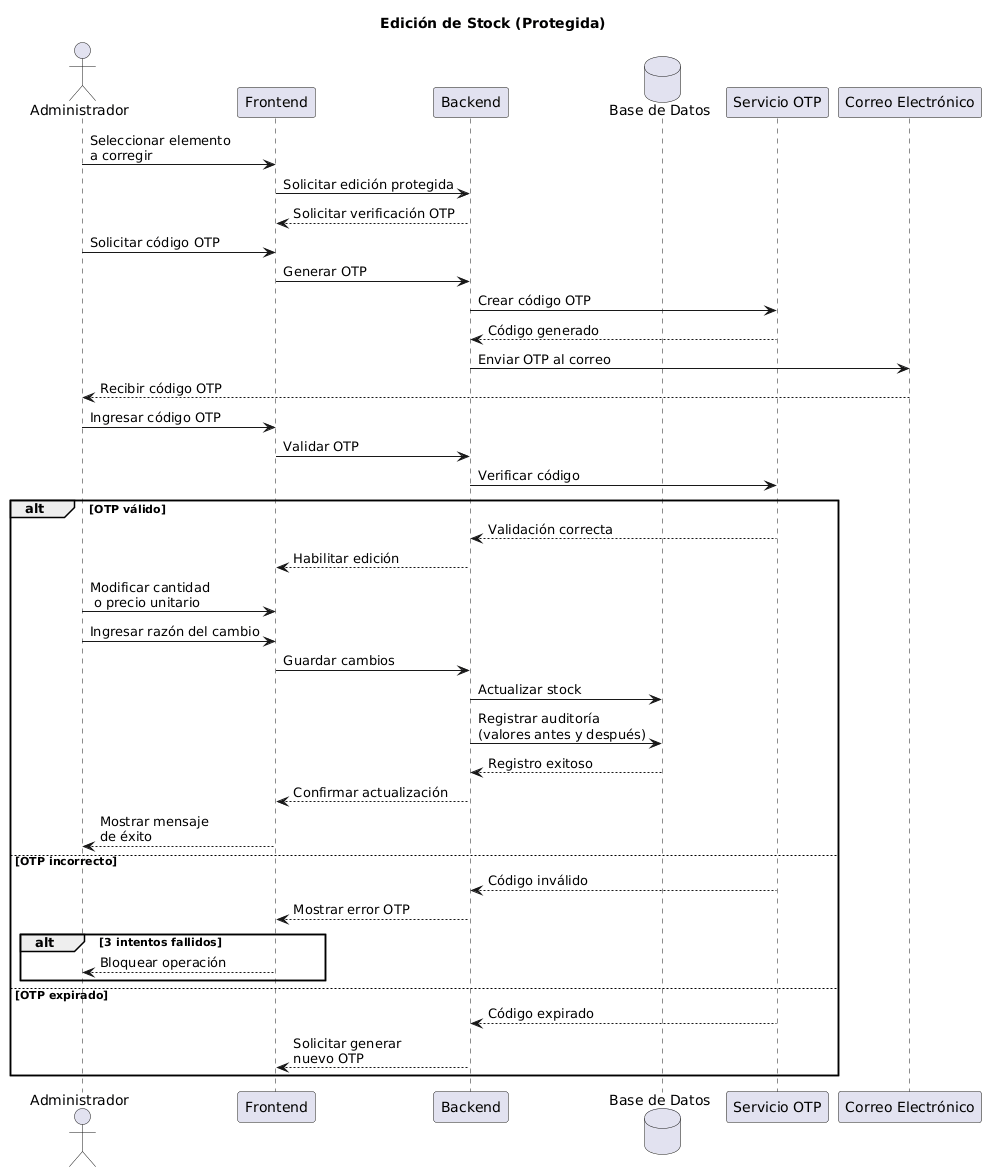 Edición de Stock (Protegida)
Administrador
Frontend
Backend
Base de Datos
Servicio OTP
Correo Electrónico
Seleccionar elemento
a corregir
Solicitar edición protegida
Solicitar verificación OTP
Solicitar código OTP
Generar OTP
Crear código OTP
Código generado
Enviar OTP al correo
Recibir código OTP
Ingresar código OTP
Validar OTP
Verificar código
alt [OTP válido]
Validación correcta
Habilitar edición
Modificar cantidad
o precio unitario
Ingresar razón del cambio
Guardar cambios
Actualizar stock
Registrar auditoría
(valores antes y después)
Registro exitoso
Confirmar actualización
Mostrar mensaje
de éxito
[OTP incorrecto]
Código inválido
Mostrar error OTP
alt [3 intentos fallidos]
Bloquear operación
[OTP expirado]
Código expirado
Solicitar generar
nuevo OTP
Administrador
Frontend
Backend
Base de Datos
Servicio OTP
Correo Electrónico